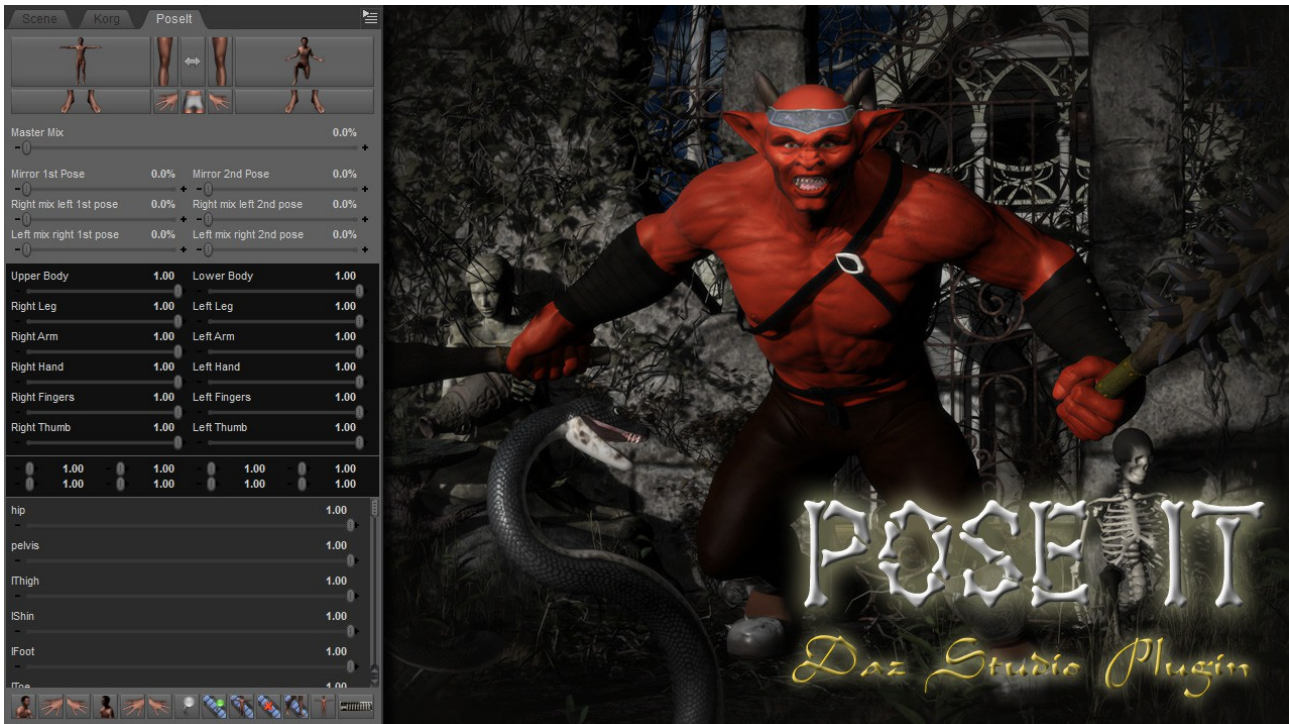 Scene Korg PoseIt
Master Mix 0.0%
- +
Mirror 1st Pose 0.0% Mirror 2nd Pose 0.0%
- + - +
Right mix left 1st pose 0.0% Right mix left 2nd pose 0.0%
- + - +
Left mix right 1st pose 0.0% Left mix right 2nd pose 0.0%
- + - +
Upper Body 1.00 Lower Body 1.00
Right Leg 1.00 Left Leg 1.00
Right Arm 1.00 Left Arm 1.00
Right Hand 1.00 Left Hand 1.00
Right Fingers 1.00 Left Fingers 1.00
Right Thumb 1.00 Left Thumb 1.00
1.00 1.00 1.00 1.00
1.00 1.00 1.00 1.00
hip 1.00
pelvis 1.00
lThigh 1.00
lShin 1.00
lFoot 1.00
lToe 1.00
POSE IT
Daz Studio Plugin